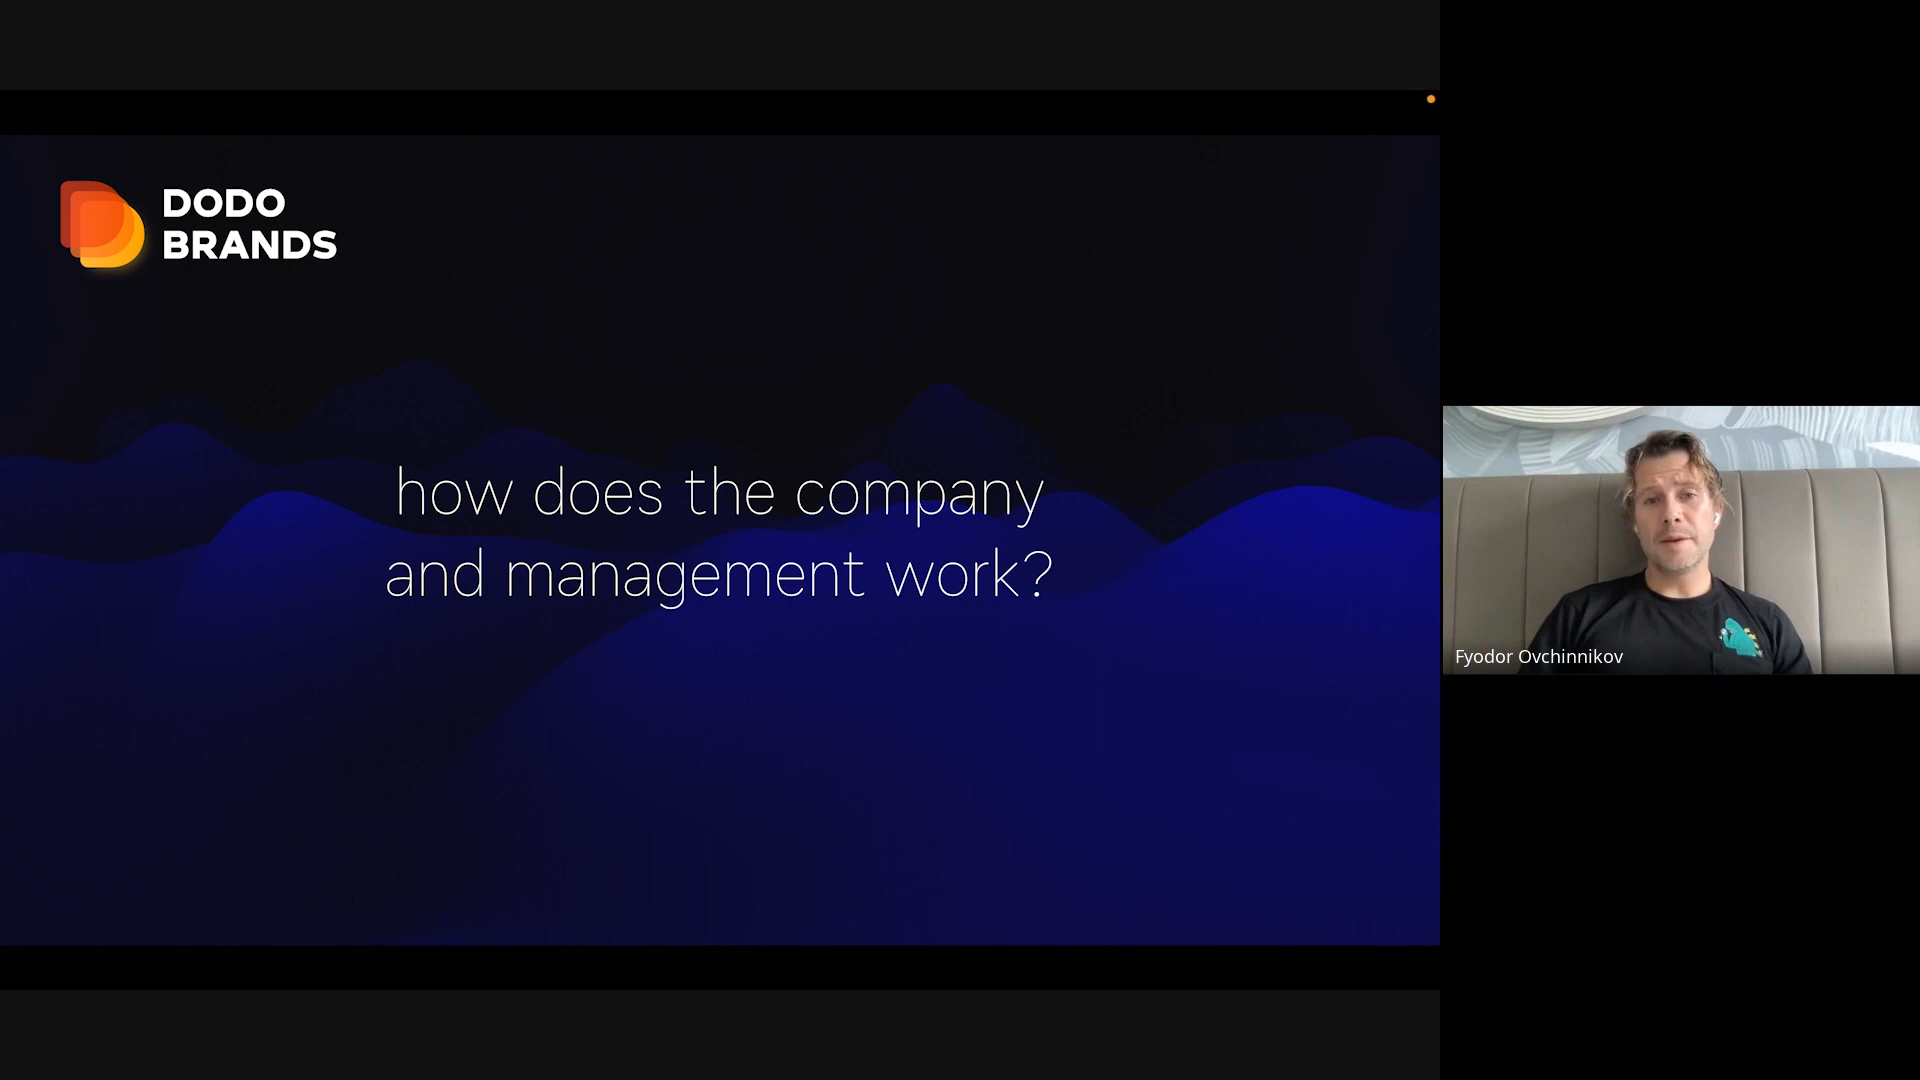 DODO
BRANDS
how does the company
and management work?
Fyodor Ovchinnikov